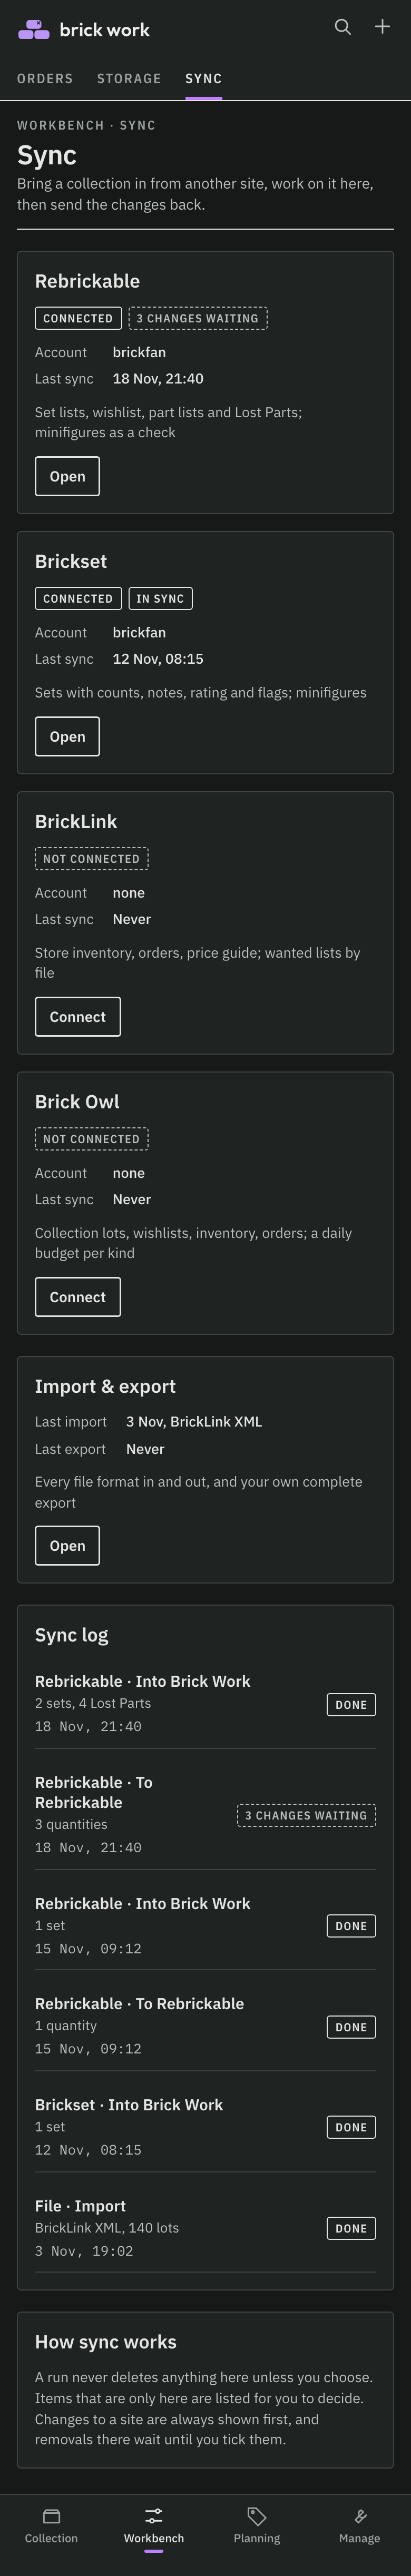 brick work
ORDERS STORAGE SYNC
WORKBENCH · SYNC
Sync
Bring a collection in from another site, work on it here,
then send the changes back.
Rebrickable
CONNECTED 3 CHANGES WAITING
Account brickfan
Last sync 18 Nov, 21:40
Set lists, wishlist, part lists and Lost Parts;
minifigures as a check
Open
Brickset
CONNECTED IN SYNC
Account brickfan
Last sync 12 Nov, 08:15
Sets with counts, notes, rating and flags; minifigures
Open
BrickLink
NOT CONNECTED
Account none
Last sync Never
Store inventory, orders, price guide; wanted lists by
file
Connect
Brick Owl
NOT CONNECTED
Account none
Last sync Never
Collection lots, wishlists, inventory, orders; a daily
budget per kind
Connect
Import & export
Last import 3 Nov, BrickLink XML
Last export Never
Every file format in and out, and your own complete
export
Open
Sync log
Rebrickable · Into Brick Work
2 sets, 4 Lost Parts
18 Nov, 21:40
DONE
Rebrickable · To
Rebrickable
3 quantities
18 Nov, 21:40
3 CHANGES WAITING
Rebrickable · Into Brick Work
1 set
15 Nov, 09:12
DONE
Rebrickable · To Rebrickable
1 quantity
15 Nov, 09:12
DONE
Brickset · Into Brick Work
1 set
12 Nov, 08:15
DONE
File · Import
BrickLink XML, 140 lots
3 Nov, 19:02
DONE
How sync works
A run never deletes anything here unless you choose.
Items that are only here are listed for you to decide.
Changes to a site are always shown first, and
removals there wait until you tick them.
Collection Workbench Planning Manage